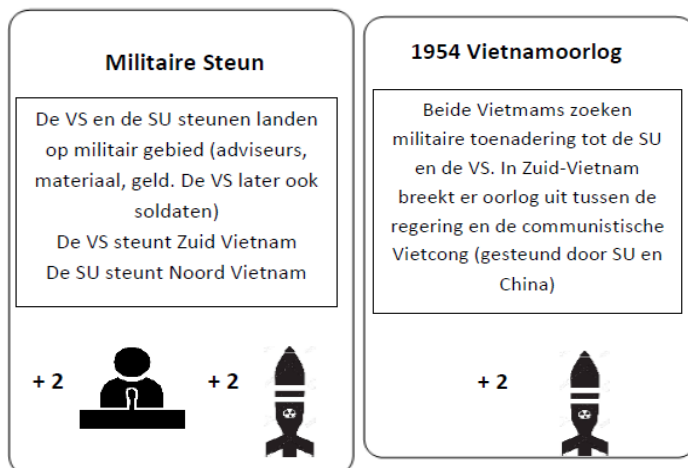 Militaire Steun
De VS en de SU steunen landen
op militair gebied (adviseurs,
materiaal, geld. De VS later ook
soldaten)
De VS steunt Zuid Vietnam
De SU steunt Noord Vietnam
+ 2
+ 2
1954 Vietnamoorlog
Beide Vietmams zoeken
militaire toenadering tot de SU
en de VS. In Zuid-Vietnam
breekt er oorlog uit tussen de
regering en de communistische
Vietcong (gesteund door SU en
China)
+ 2